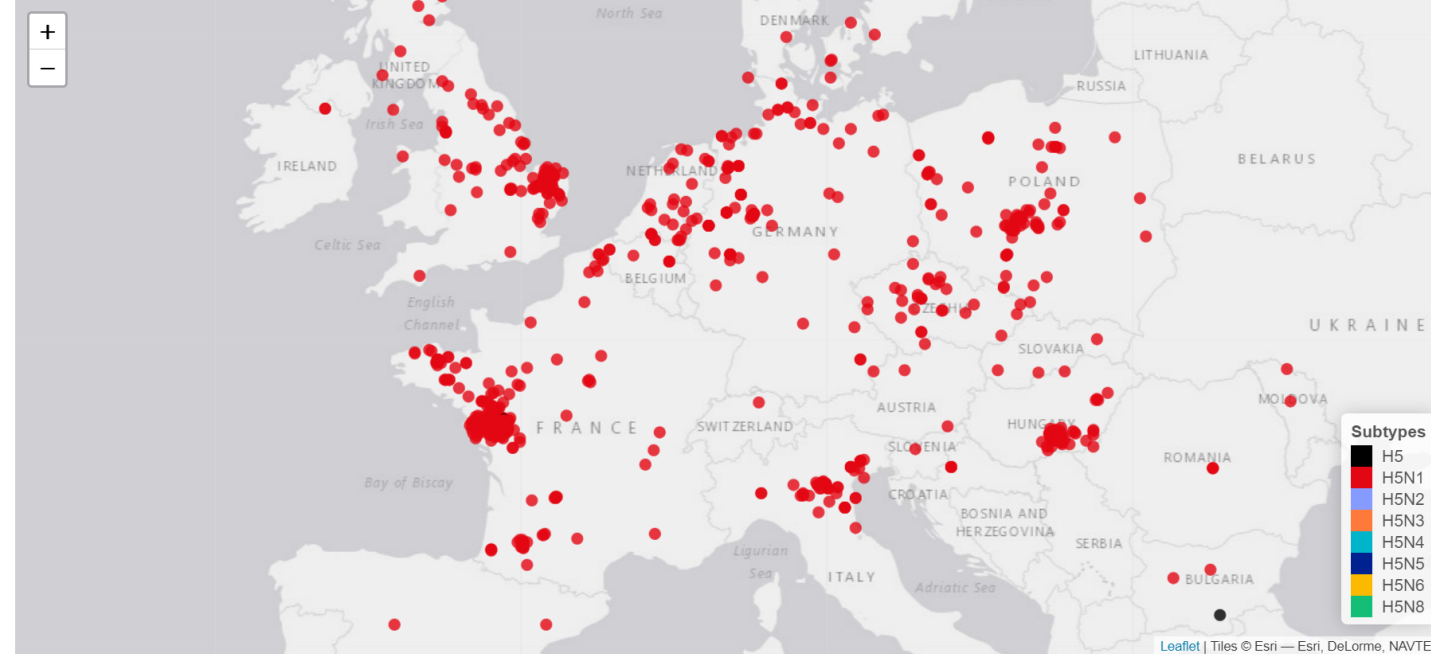 +
−
North Sea
DENMARK
LITHUANIA
UNITED
KINGDOM
RUSSIA
Irish Sea
IRELAND
BELARUS
NETHERLAND
POLAND
GERMANY
Celtic Sea
BELGIUM
English
Channel
CZECHIA
UKRAINE
SLOVAKIA
MOLDOVA
AUSTRIA
FRANCE
SWITZERLAND
HUNGARY
SLOVENIA
ROMANIA
Bay of Biscay
CROATIA
BOSNIA AND
HERZEGOVINA
SERBIA
Ligurian
Sea
ITALY
Adriatic Sea
BULGARIA
Subtypes
H5
H5N1
H5N2
H5N3
H5N4
H5N5
H5N6
H5N8
Leaflet | Tiles © Esri — Esri, DeLorme, NAVTE